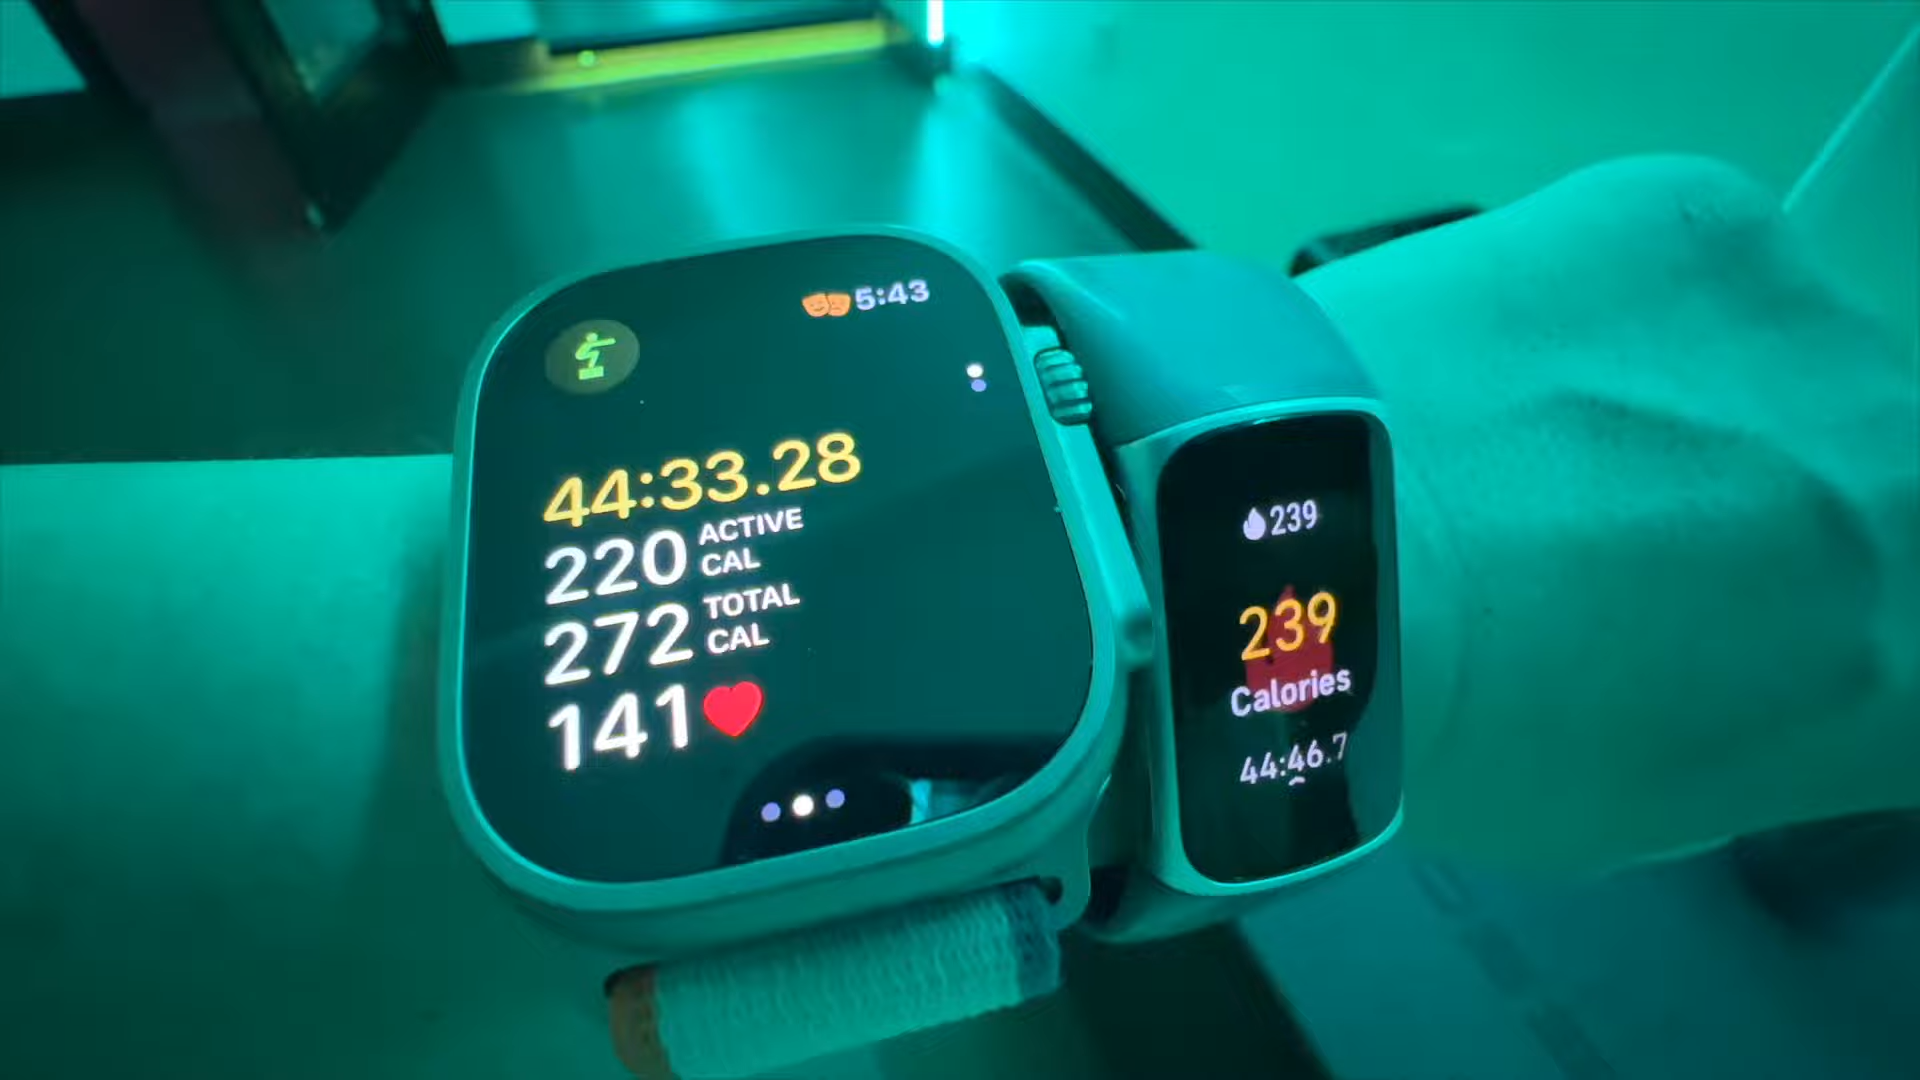 5:43
44:33.28
220 ACTIVE CAL
272 TOTAL CAL
141
239
239
Calories
44:46.7